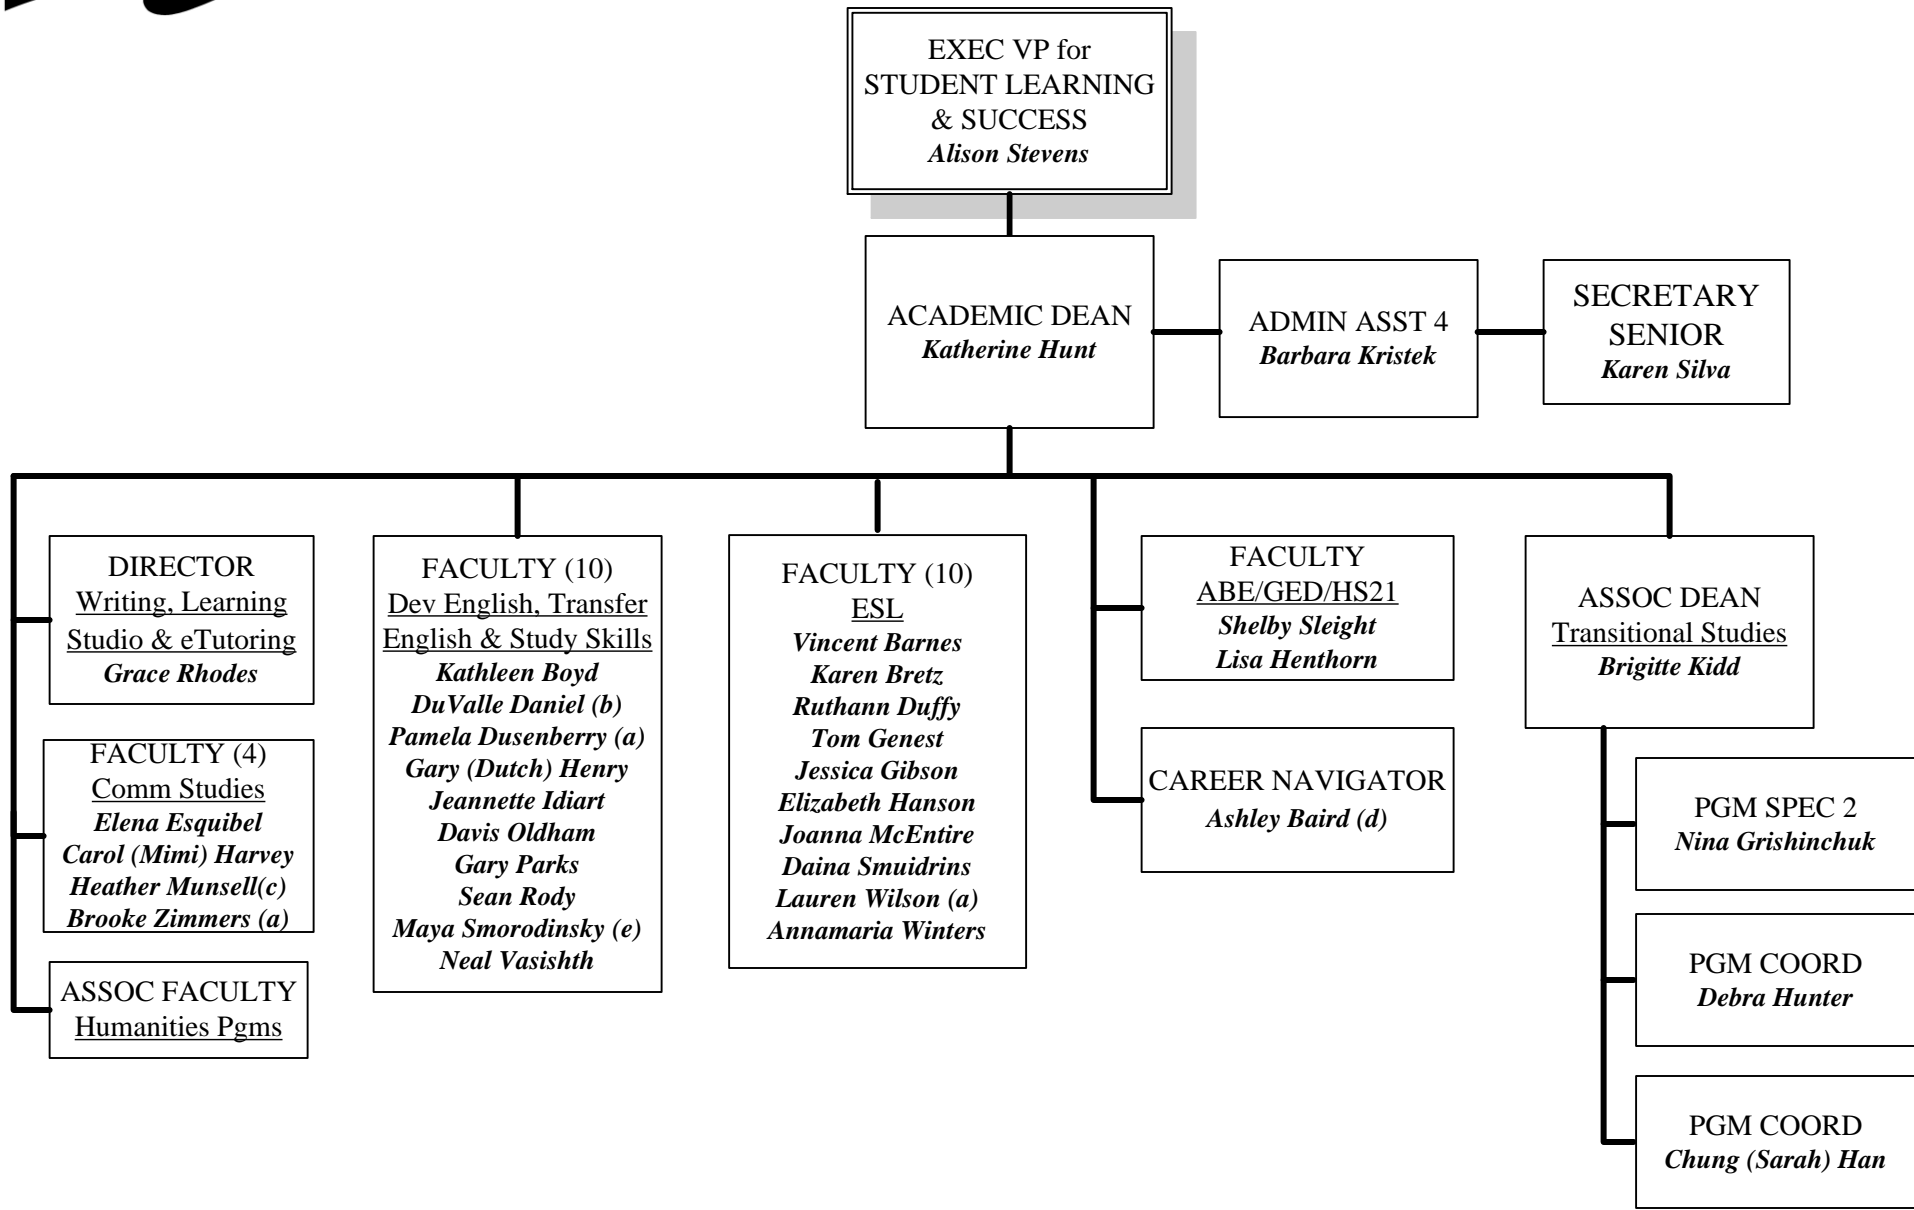 EXEC VP for
STUDENT LEARNING
& SUCCESS
Alison Stevens
ACADEMIC DEAN
Katherine Hunt
ADMIN ASST 4
Barbara Kristek
SECRETARY
SENIOR
Karen Silva
DIRECTOR
Writing, Learning
Studio & eTutoring
Grace Rhodes
FACULTY (4)
Comm Studies
Elena Esquibel
Carol (Mimi) Harvey
Heather Munsell(c)
Brooke Zimmers (a)
ASSOC FACULTY
Humanities Pgms
FACULTY (10)
Dev English, Transfer
English & Study Skills
Kathleen Boyd
DuValle Daniel (b)
Pamela Dusenberry (a)
Gary (Dutch) Henry
Jeannette Idiart
Davis Oldham
Gary Parks
Sean Rody
Maya Smorodinsky (e)
Neal Vasishth
FACULTY (10)
ESL
Vincent Barnes
Karen Bretz
Ruthann Duffy
Tom Genest
Jessica Gibson
Elizabeth Hanson
Joanna McEntire
Daina Smuidrins
Lauren Wilson (a)
Annamaria Winters
FACULTY
ABE/GED/HS21
Shelby Sleight
Lisa Henthorn
CAREER NAVIGATOR
Ashley Baird (d)
ASSOC DEAN
Transitional Studies
Brigitte Kidd
PGM SPEC 2
Nina Grishinchuk
PGM COORD
Debra Hunter
PGM COORD
Chung (Sarah) Han